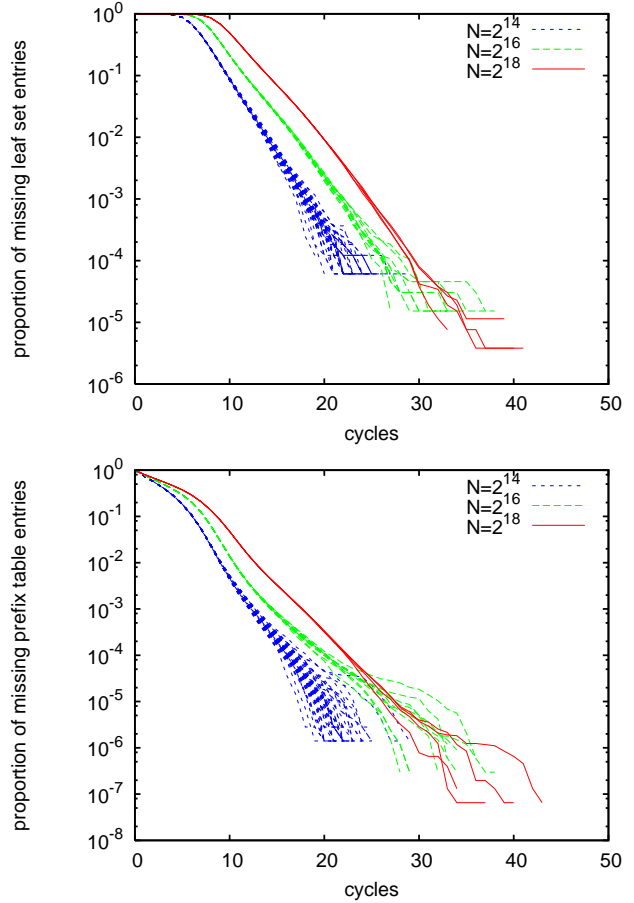 proportion of missing leaf set entries
10^0
10^-1
10^-2
10^-3
10^-4
10^-5
10^-6
N=2^14
N=2^16
N=2^18
0 10 20 30 40 50
cycles
proportion of missing prefix table entries
10^0
10^-1
10^-2
10^-3
10^-4
10^-5
10^-6
10^-7
10^-8
N=2^14
N=2^16
N=2^18
0 10 20 30 40 50
cycles